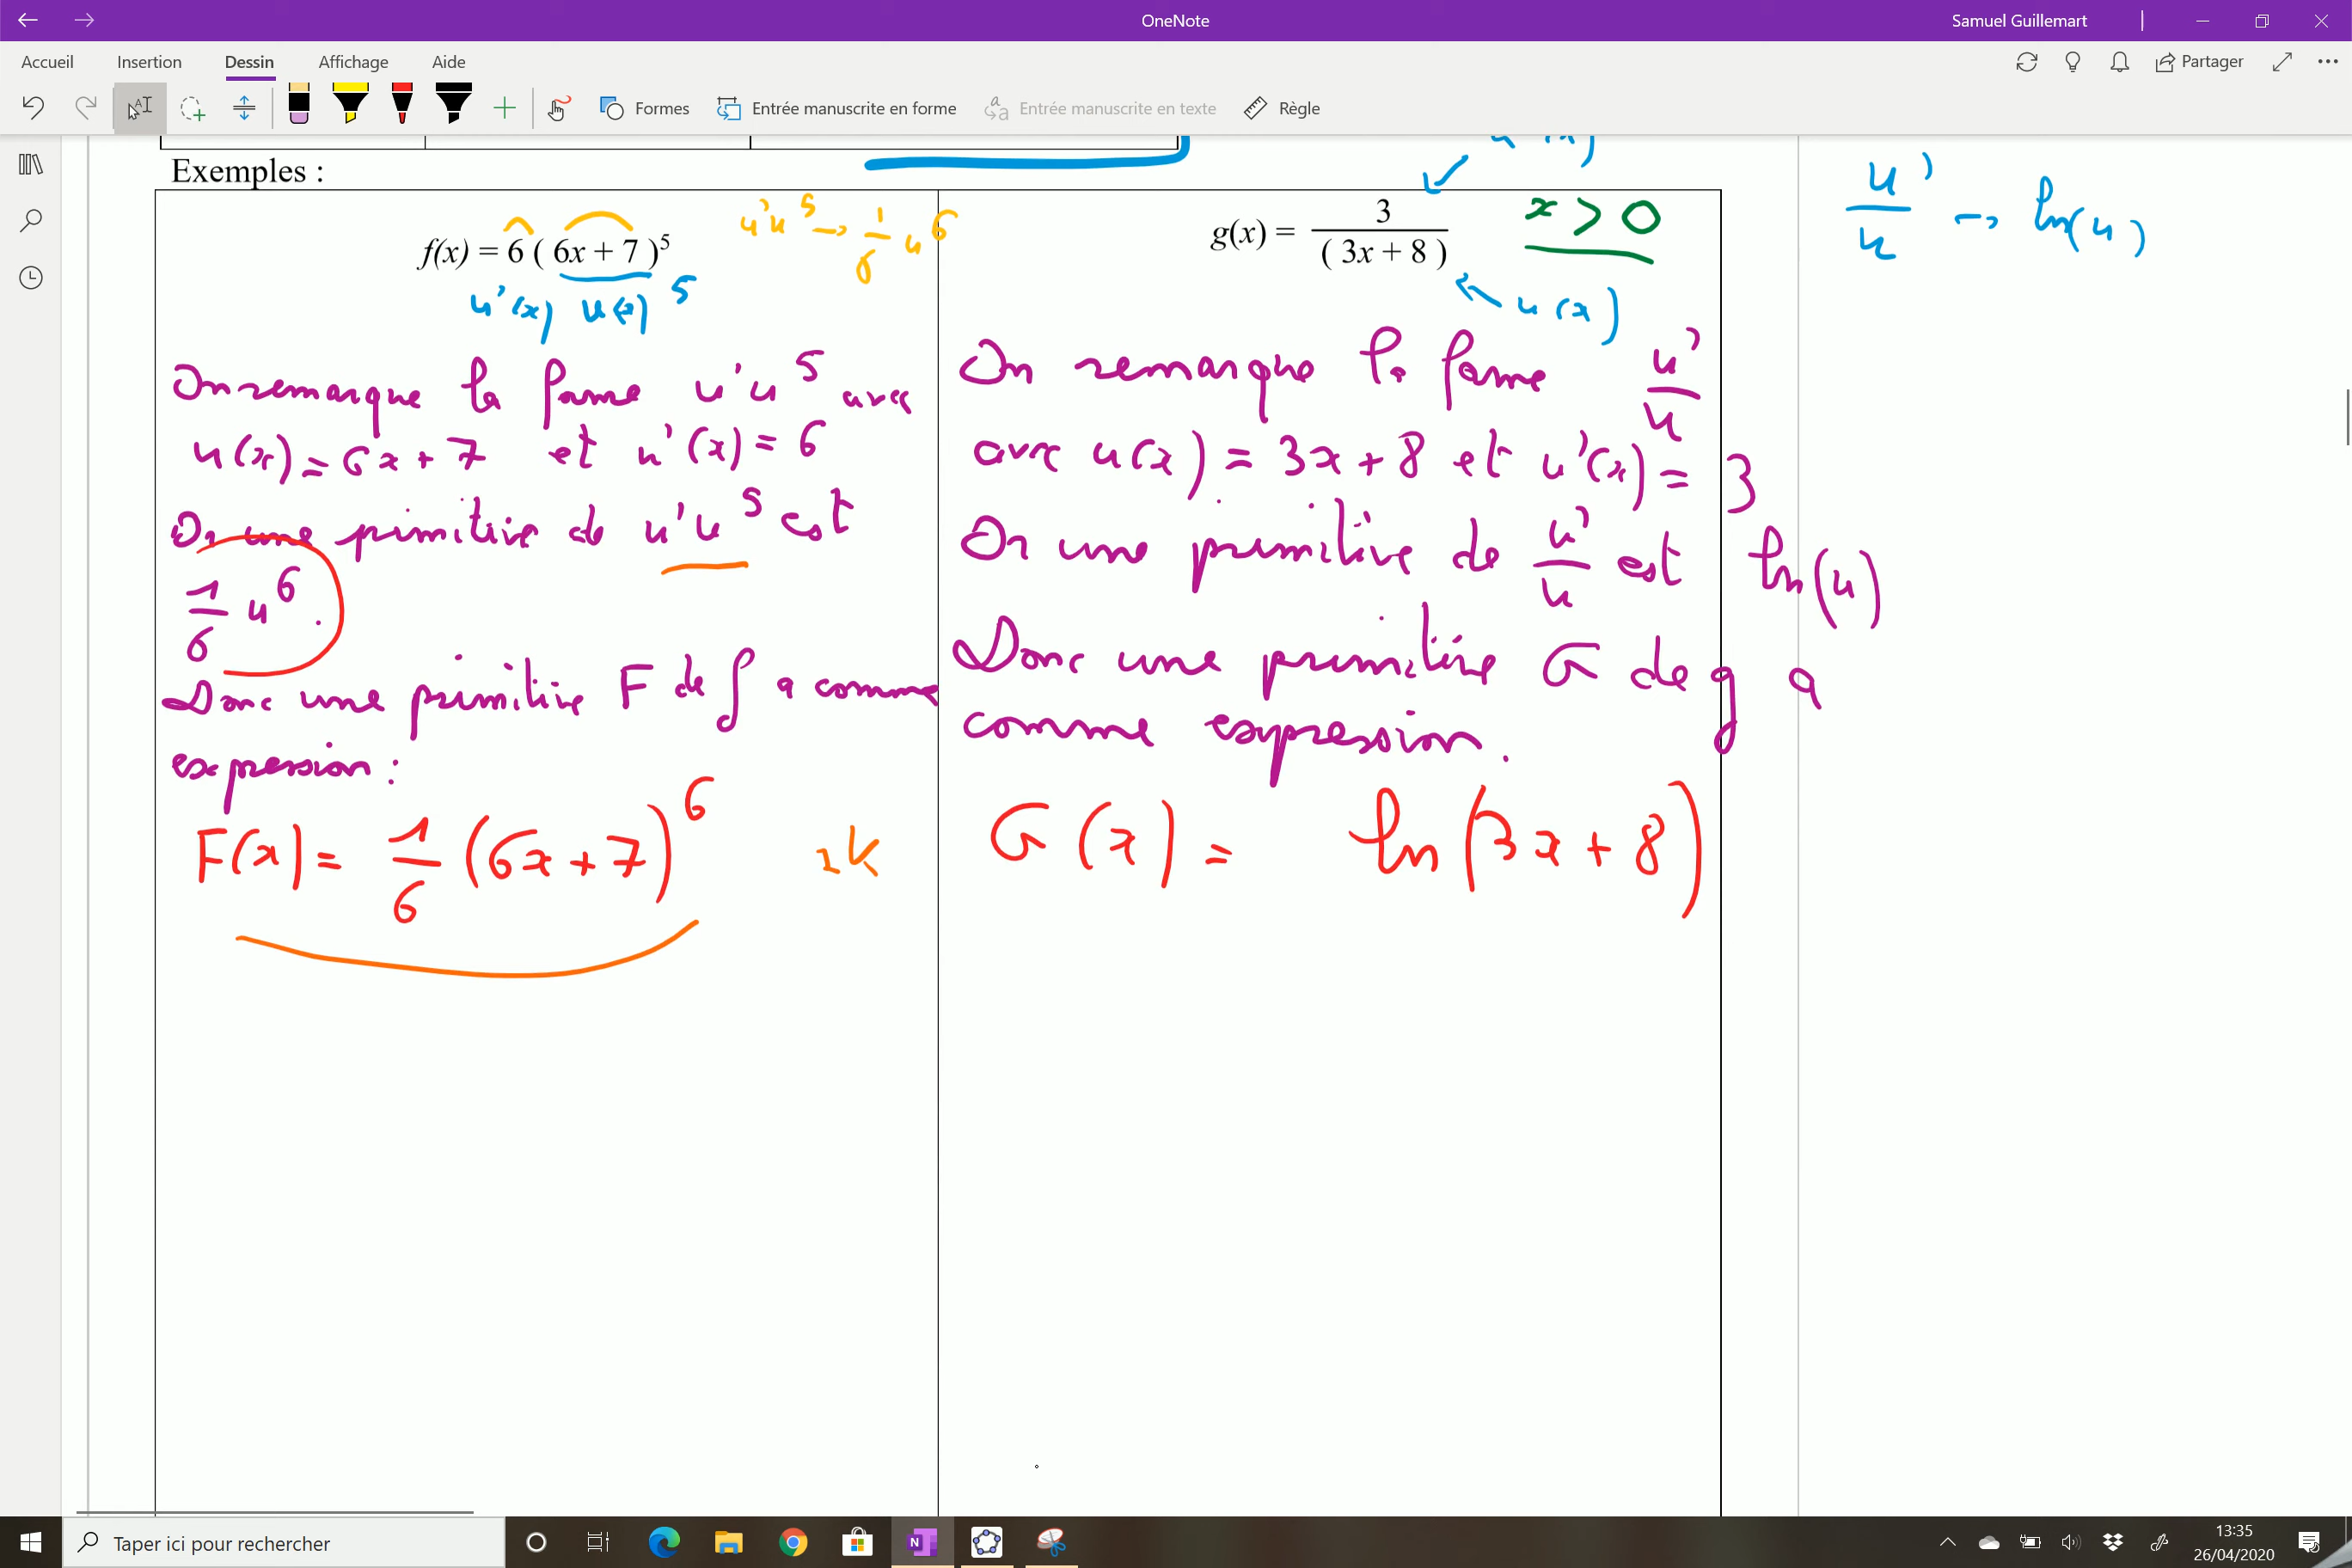 OneNote
Samuel Guillemart
Accueil Insertion Dessin Affichage Aide
Partager
Formes Entrée manuscrite en forme Entrée manuscrite en texte Règle
Exemples :
f(x) = 6 ( 6x + 7 )⁵
u'u⁵ → 1/6 u⁶
u'(x) u(x) 5
On remarque la forme u'u⁵ avec
u(x) = 6x + 7 et u'(x) = 6
Or une primitive de u'u⁵ est
1/6 u⁶.
Donc une primitive F de f a comme
expression :
F(x) = 1/6 (6x + 7)⁶
g(x) = 3 / ( 3x + 8 )
x > 0
u(x)
u'/u → ln(u)
On remarque la forme u'/u
avec u(x) = 3x + 8 et u'(x) = 3
Or une primitive de u'/u est ln(u)
Donc une primitive G de g a
comme expression.
G(x) = ln(3x + 8)
Taper ici pour rechercher
13:35
26/04/2020